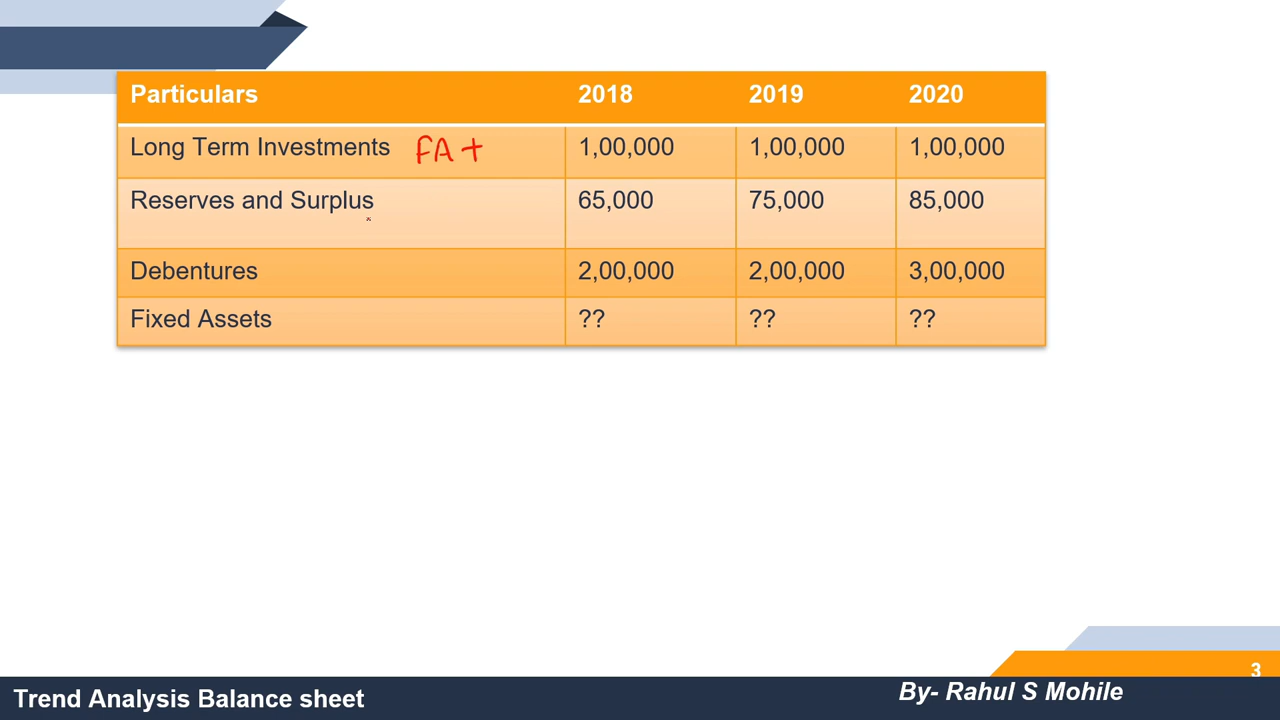 Particulars 2018 2019 2020
Long Term Investments FA + 1,00,000 1,00,000 1,00,000
Reserves and Surplus 65,000 75,000 85,000
Debentures 2,00,000 2,00,000 3,00,000
Fixed Assets ?? ?? ??
3
Trend Analysis Balance sheet
By- Rahul S Mohile